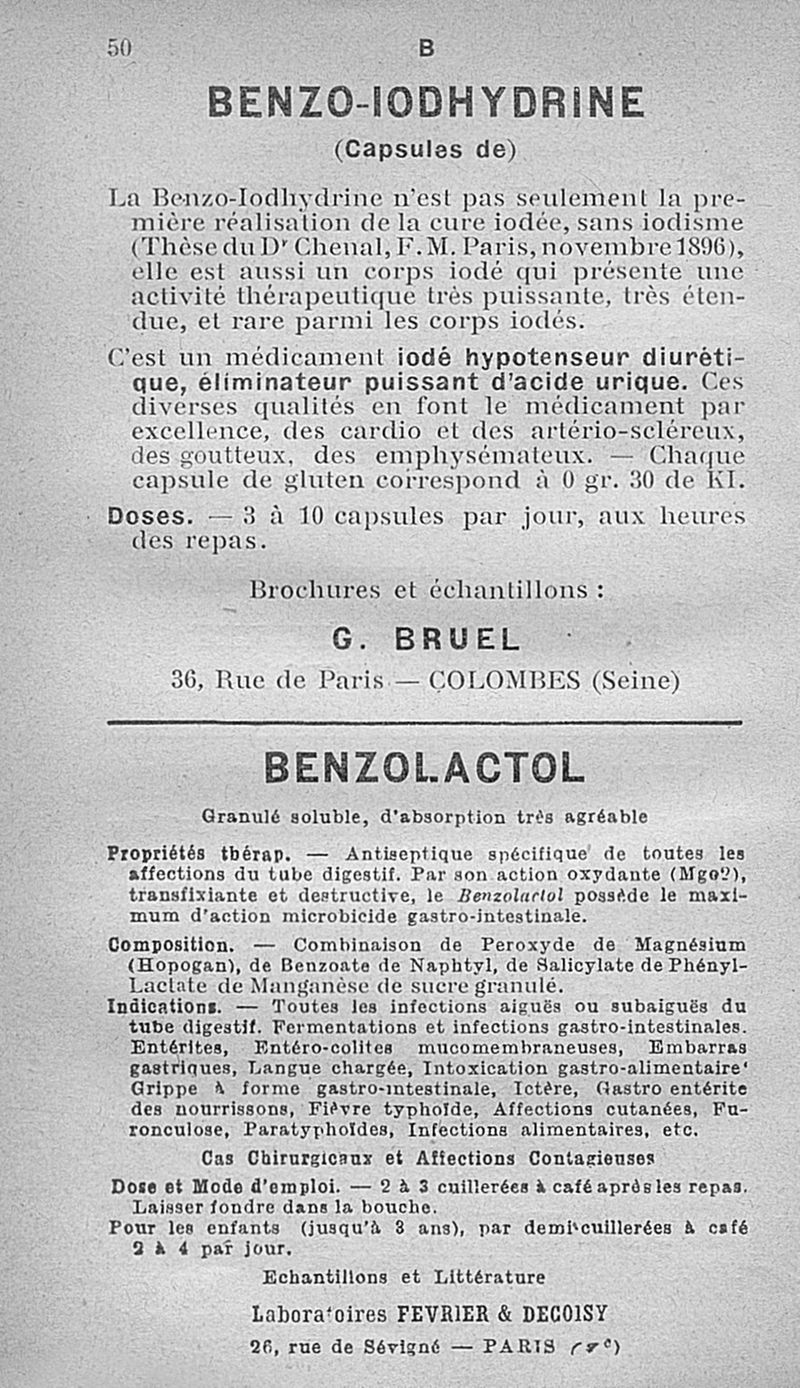 50
B
BENZO-IODHYDRINE
(Capsules de)
La Benzo-Iodhydrine n'est pas seulement la pre-
mière réalisation de la cure iodée, sans iodisme
(Thèse du Dr Chenal, F. M. Paris, novembre 1896),
elle est aussi un corps iodé qui présente une
activité thérapeutique très puissante, très éten-
due, et rare parmi les corps iodés.
C'est un médicament iodé hypotenseur diuréti-
que, éliminateur puissant d'acide urique. Ces
diverses qualités en font le médicament par
excellence, des cardio et des artério-scléreux,
des goutteux, des emphysémateux. — Chaque
capsule de gluten correspond à 0 gr. 30 de KI.
Doses. — 3 à 10 capsules par jour, aux heures
des repas.
Brochures et échantillons :
G. BRUEL
36, Rue de Paris — COLOMBES (Seine)
BENZOLACTOL
Granulé soluble, d'absorption très agréable
Propriétés thérap. — Antiseptique spécifique de toutes les
affections du tube digestif. Par son action oxydante (Mgo2),
transfixiante et destructive, le Benzolactol possède le maxi-
mum d'action microbicide gastro-intestinale.
Composition. — Combinaison de Peroxyde de Magnésium
(Hopogan), de Benzoate de Naphtyl, de Salicylate de Phényl-
Lactate de Manganèse de sucre granulé.
Indications. — Toutes les infections aiguës ou subaiguës du
tube digestif. Fermentations et infections gastro-intestinales.
Entérites, Entéro-colites mucomembraneuses, Embarras
gastriques, Langue chargée, Intoxication gastro-alimentaire'
Grippe à forme gastro-intestinale, Ictère, Gastro entérite
des nourrissons, Fièvre typhoïde, Affections cutanées, Fu-
ronculose, Paratyphoïdes, Infections alimentaires, etc.
Cas Chirurgicaux et Affections Contagieuses
Dose et Mode d'emploi. — 2 à 3 cuillerées à café après les repas.
Laisser fondre dans la bouche.
Pour les enfants (jusqu'à 3 ans), par demi-cuillerées à café
2 à 4 par jour.
Echantillons et Littérature
Laboratoires FEVRIER & DECOISY
26, rue de Sévigné — PARIS